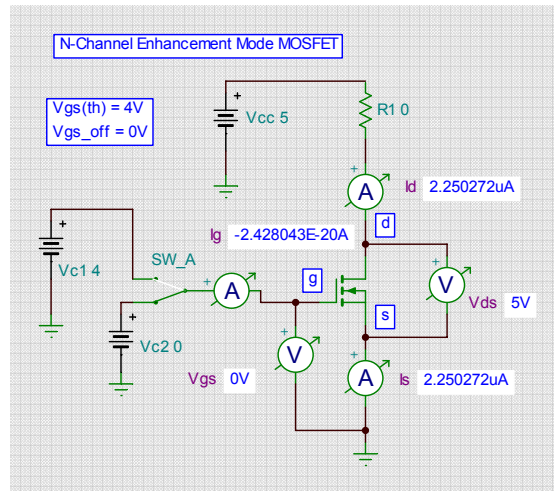 N-Channel Enhancement Mode MOSFET
Vgs(th) = 4V
Vgs_off = 0V
+
Vcc 5
R1 0
+
A
Id 2.250272uA
Ig -2.428043E-20A
d
+
Vc1 4
SW_A
+
A
g
+
V
Vds 5V
s
+
Vc2 0
+
V
Vgs 0V
+
A
Is 2.250272uA